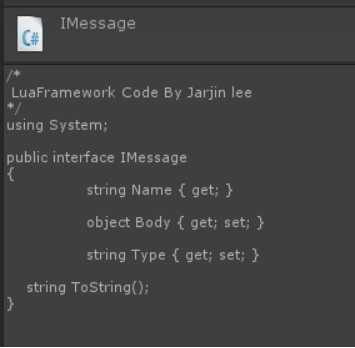 IMessage
C#
/*
LuaFramework Code By Jarjin lee
*/
using System;
public interface IMessage
{
string Name { get; }
object Body { get; set; }
string Type { get; set; }
string ToString();
}